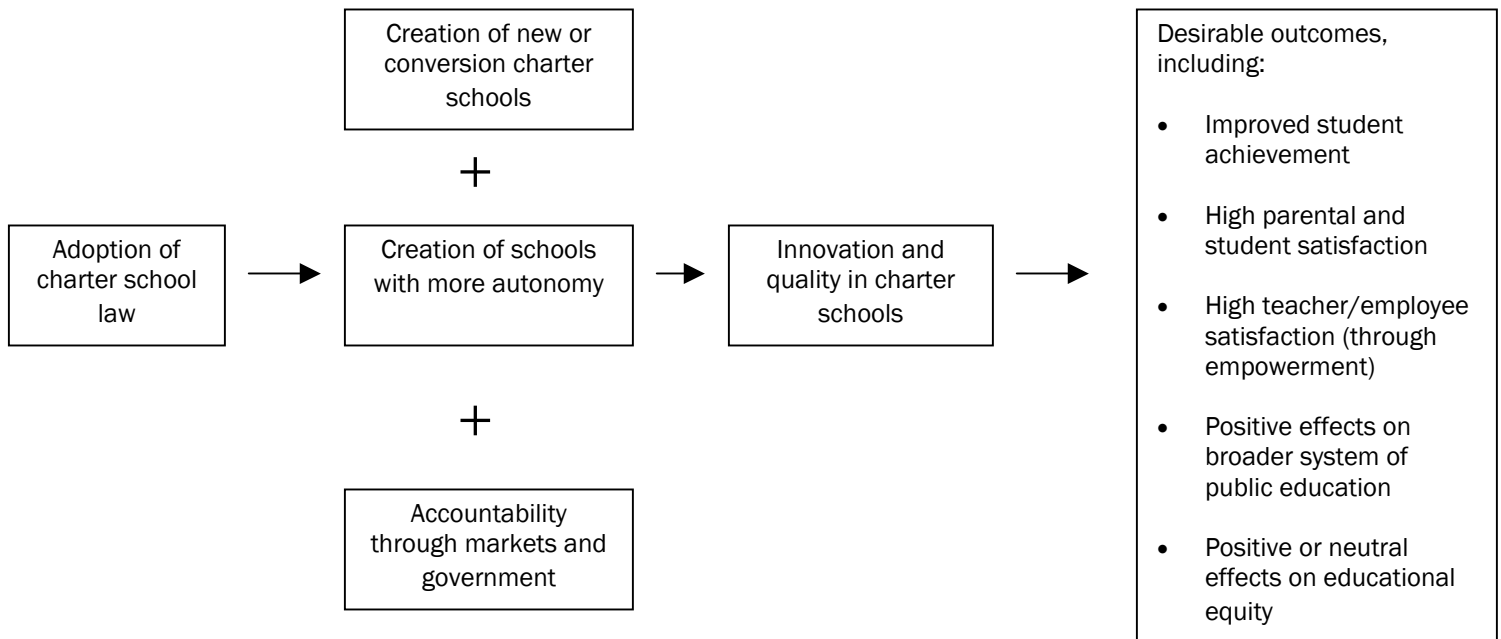 Creation of new or
conversion charter
schools
+
Adoption of
charter school
law
Creation of schools
with more autonomy
Innovation and
quality in charter
schools
+
Accountability
through markets and
government
Desirable outcomes,
including:
• Improved student
achievement
• High parental and
student satisfaction
• High teacher/employee
satisfaction (through
empowerment)
• Positive effects on
broader system of
public education
• Positive or neutral
effects on educational
equity